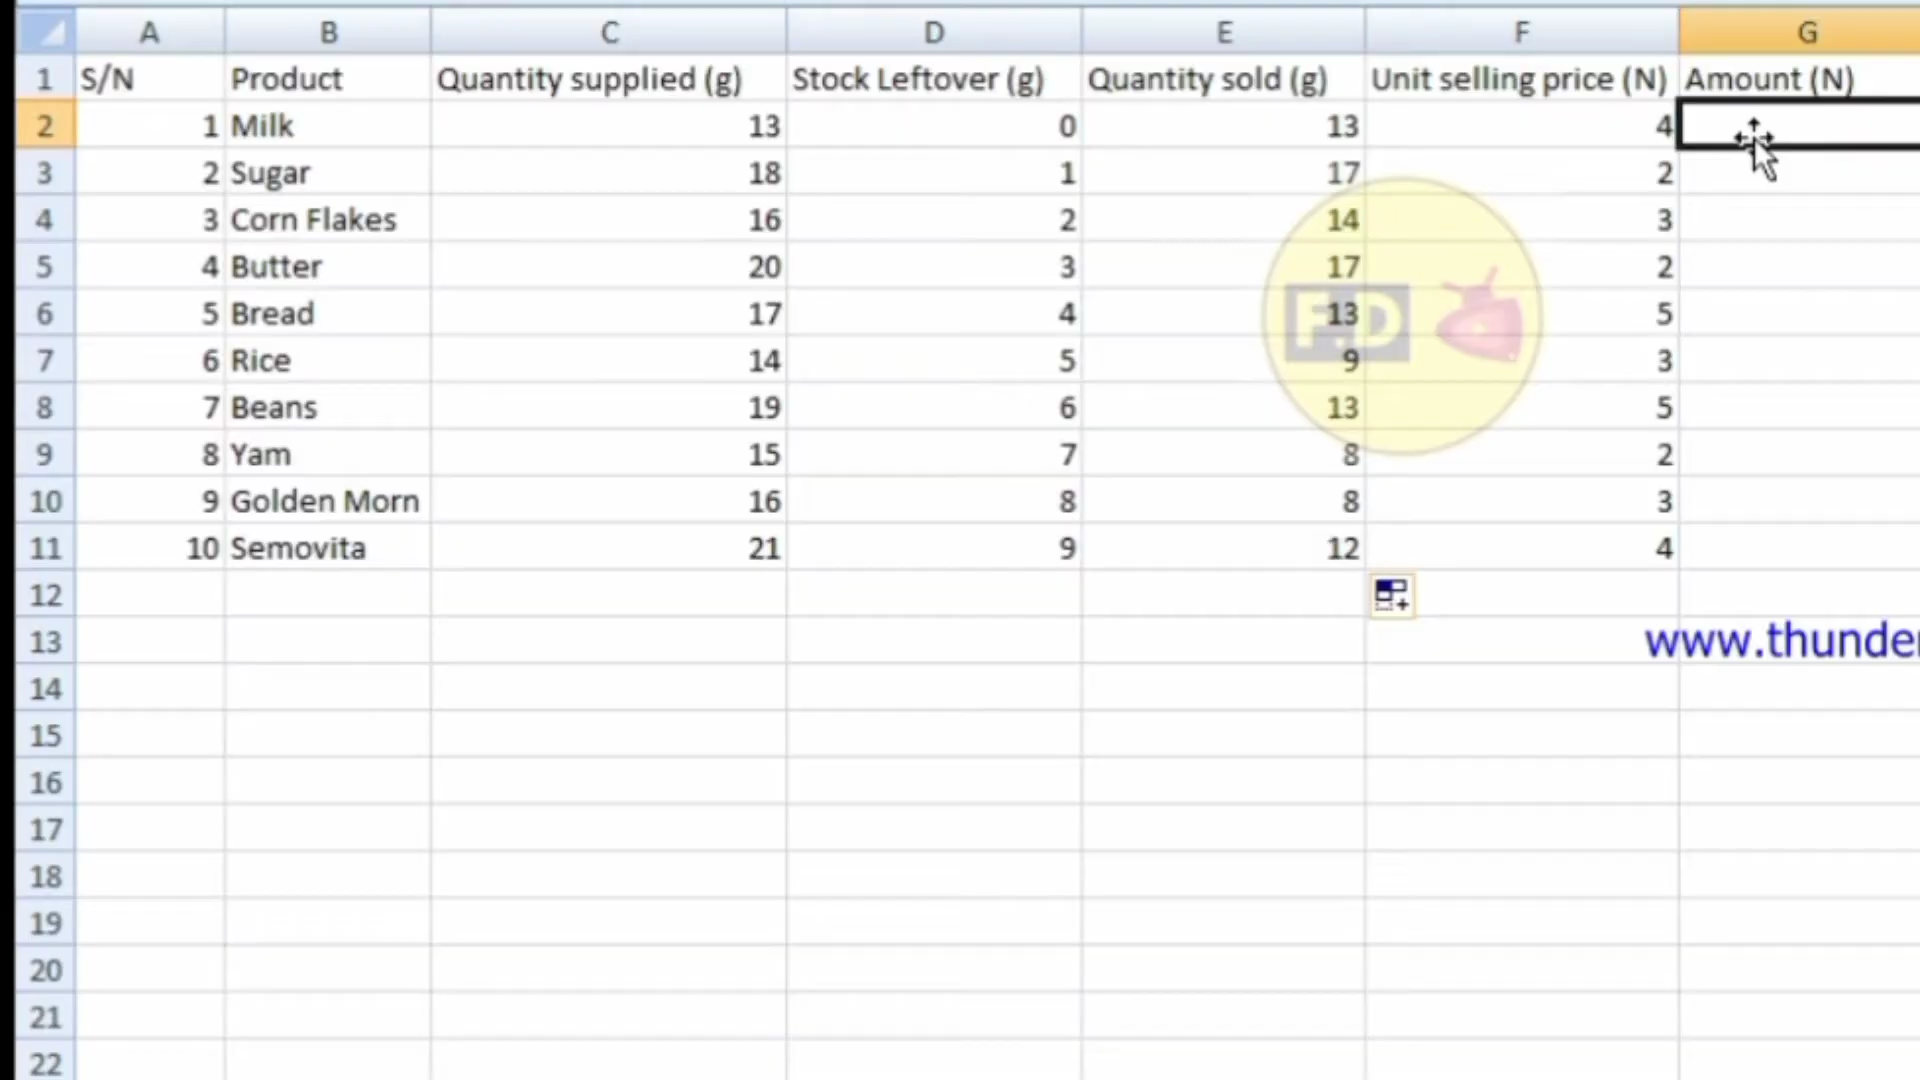 A B C D E F G
1 S/N Product Quantity supplied (g) Stock Leftover (g) Quantity sold (g) Unit selling price (N) Amount (N)
2 1 Milk 13 0 13 4
3 2 Sugar 18 1 17 2
4 3 Corn Flakes 16 2 14 3
5 4 Butter 20 3 17 2
6 5 Bread 17 4 13 5
F.D
7 6 Rice 14 5 9 3
8 7 Beans 19 6 13 5
9 8 Yam 15 7 8 2
10 9 Golden Morn 16 8 8 3
11 10 Semovita 21 9 12 4
12
13 www.thunder
14
15
16
17
18
19
20
21
22